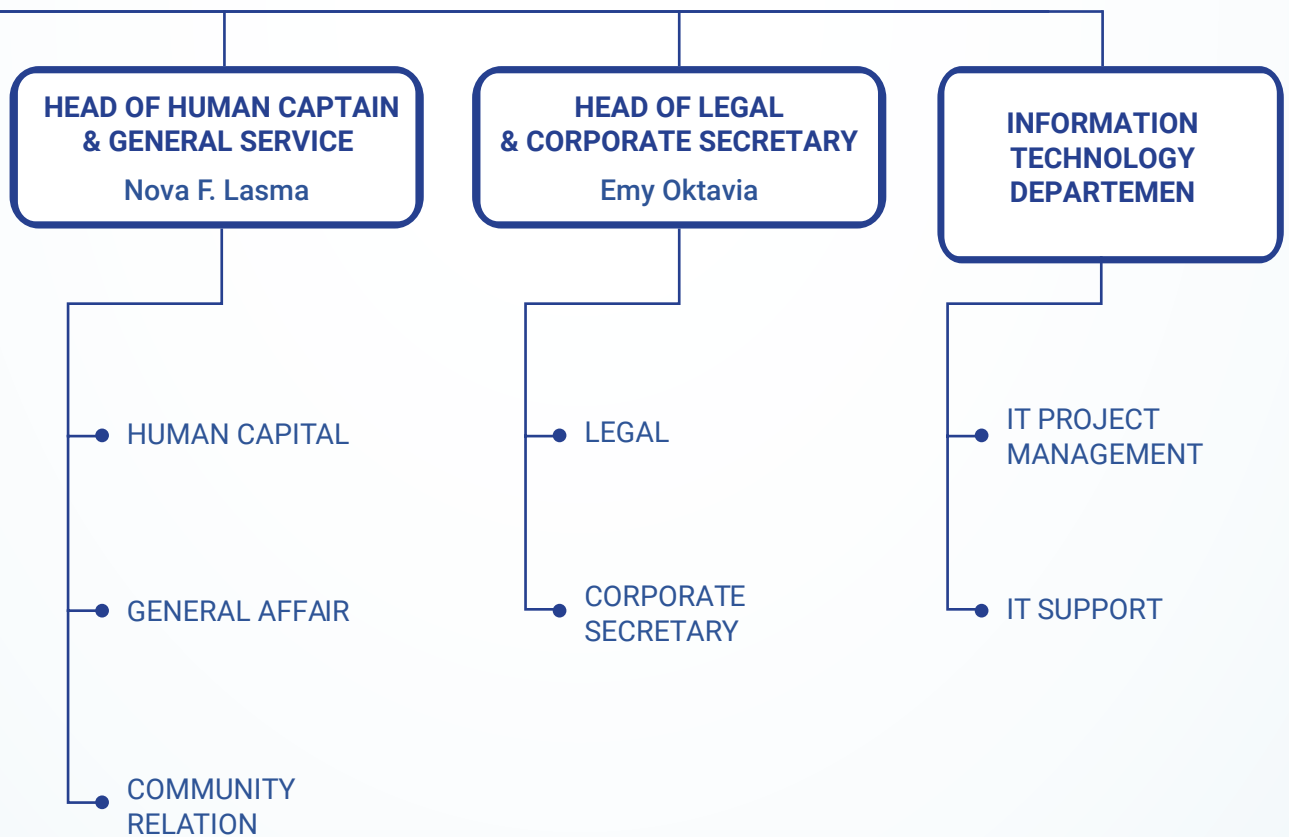 HEAD OF HUMAN CAPTAIN
& GENERAL SERVICE
Nova F. Lasma
HUMAN CAPITAL
GENERAL AFFAIR
COMMUNITY
RELATION
HEAD OF LEGAL
& CORPORATE SECRETARY
Emy Oktavia
LEGAL
CORPORATE
SECRETARY
INFORMATION
TECHNOLOGY
DEPARTEMEN
IT PROJECT
MANAGEMENT
IT SUPPORT